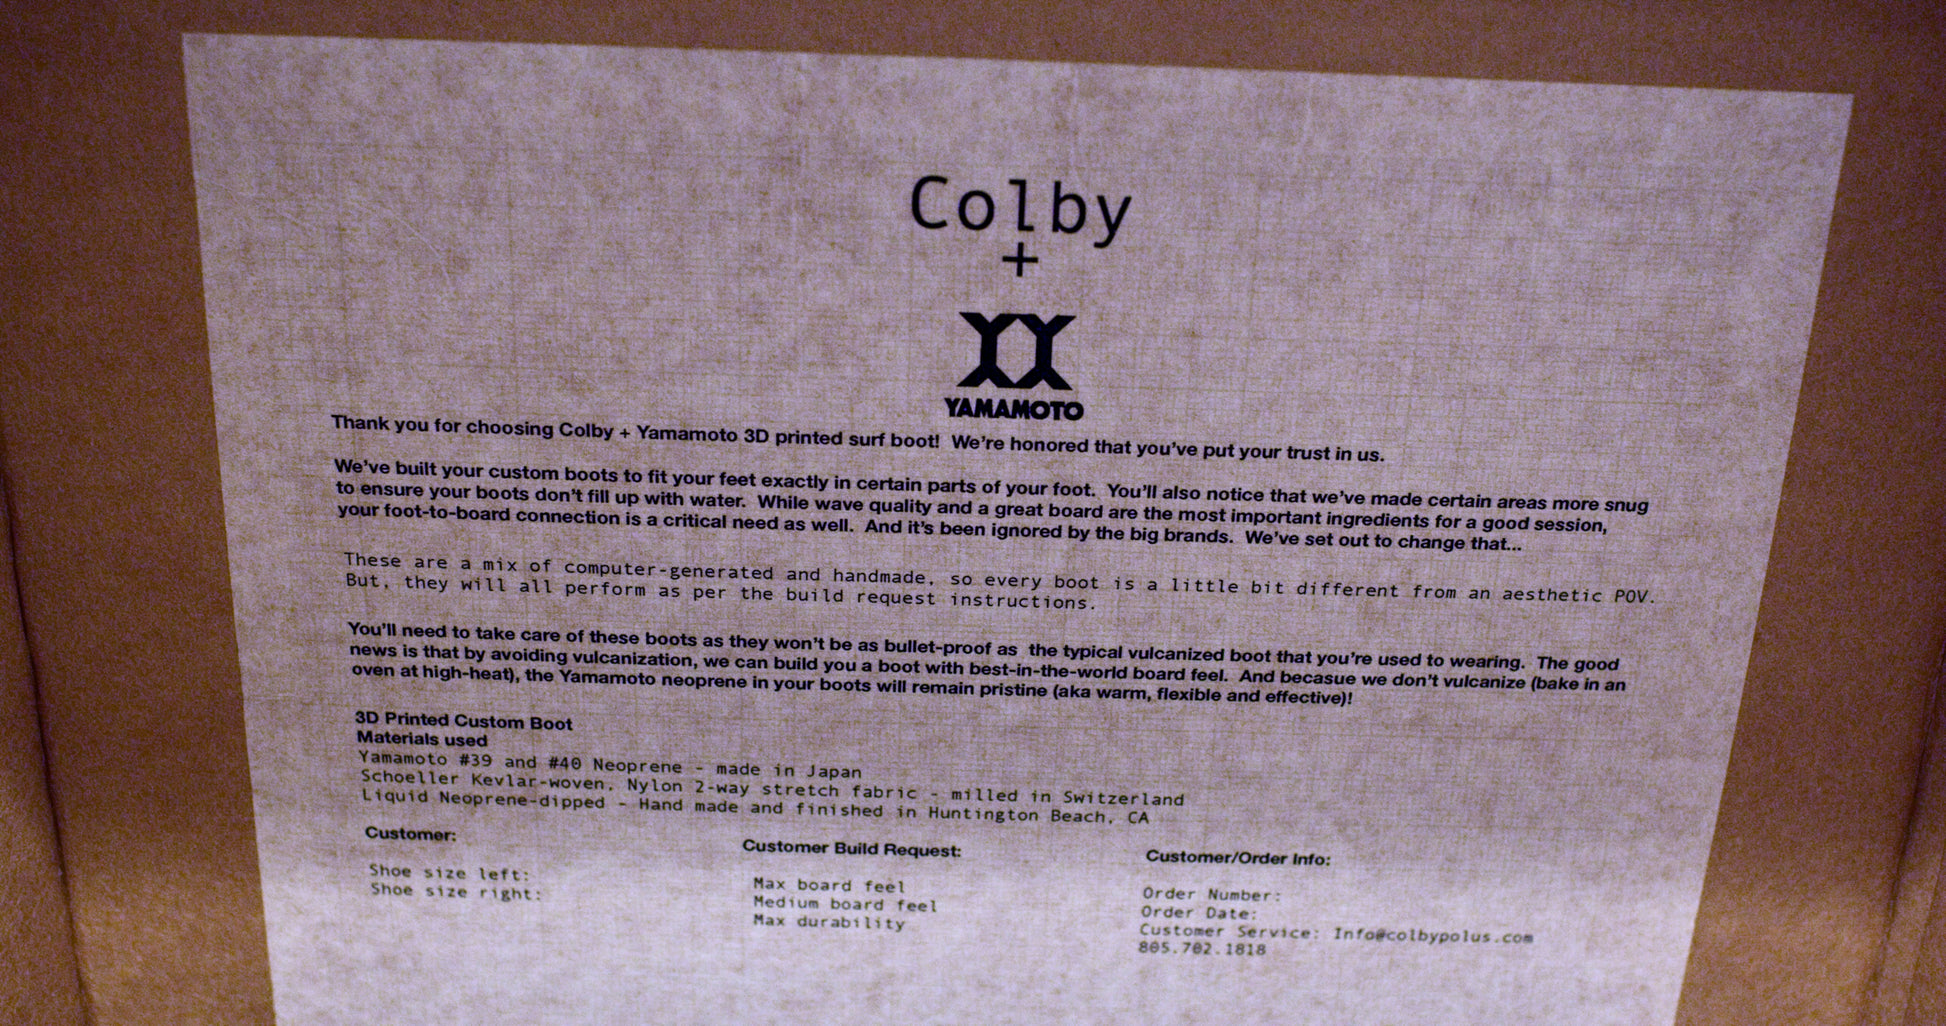 Colby
+
YAMAMOTO
Thank you for choosing Colby + Yamamoto 3D printed surf boot!  We're honored that you've put your trust in us.
We've built your custom boots to fit your feet exactly in certain parts of your foot.  You'll also notice that we've made certain areas more snug
to ensure your boots don't fill up with water.  While wave quality and a great board are the most important ingredients for a good session,
your foot-to-board connection is a critical need as well.  And it's been ignored by the big brands.  We've set out to change that...
These are a mix of computer-generated and handmade, so every boot is a little bit different from an aesthetic POV.
But, they will all perform as per the build request instructions.
You'll need to take care of these boots as they won't be as bullet-proof as  the typical vulcanized boot that you're used to wearing.  The good
news is that by avoiding vulcanization, we can build you a boot with best-in-the-world board feel.  And becasue we don't vulcanize (bake in an
oven at high-heat), the Yamamoto neoprene in your boots will remain pristine (aka warm, flexible and effective)!
3D Printed Custom Boot
Materials used
Yamamoto #39 and #40 Neoprene - made in Japan
Schoeller Kevlar-woven, Nylon 2-way stretch fabric - milled in Switzerland
Liquid Neoprene-dipped - Hand made and finished in Huntington Beach, CA
Customer:
Shoe size left:
Shoe size right:
Customer Build Request:
Max board feel
Medium board feel
Max durability
Customer/Order Info:
Order Number:
Order Date:
Customer Service: Info@colbypolus.com
805.702.1818